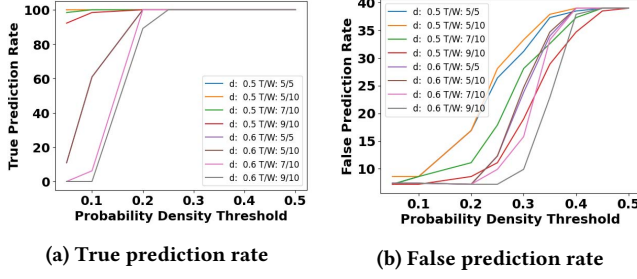 True Prediction Rate
100
80
60
40
20
0
d: 0.5 T/W: 5/5
d: 0.5 T/W: 5/10
d: 0.5 T/W: 7/10
d: 0.5 T/W: 9/10
d: 0.6 T/W: 5/5
d: 0.6 T/W: 5/10
d: 0.6 T/W: 7/10
d: 0.6 T/W: 9/10
0.1 0.2 0.3 0.4 0.5
Probability Density Threshold
(a) True prediction rate
False Prediction Rate
40
35
30
25
20
15
10
d: 0.5 T/W: 5/5
d: 0.5 T/W: 5/10
d: 0.5 T/W: 7/10
d: 0.5 T/W: 9/10
d: 0.6 T/W: 5/5
d: 0.6 T/W: 5/10
d: 0.6 T/W: 7/10
d: 0.6 T/W: 9/10
0.1 0.2 0.3 0.4 0.5
Probability Density Threshold
(b) False prediction rate